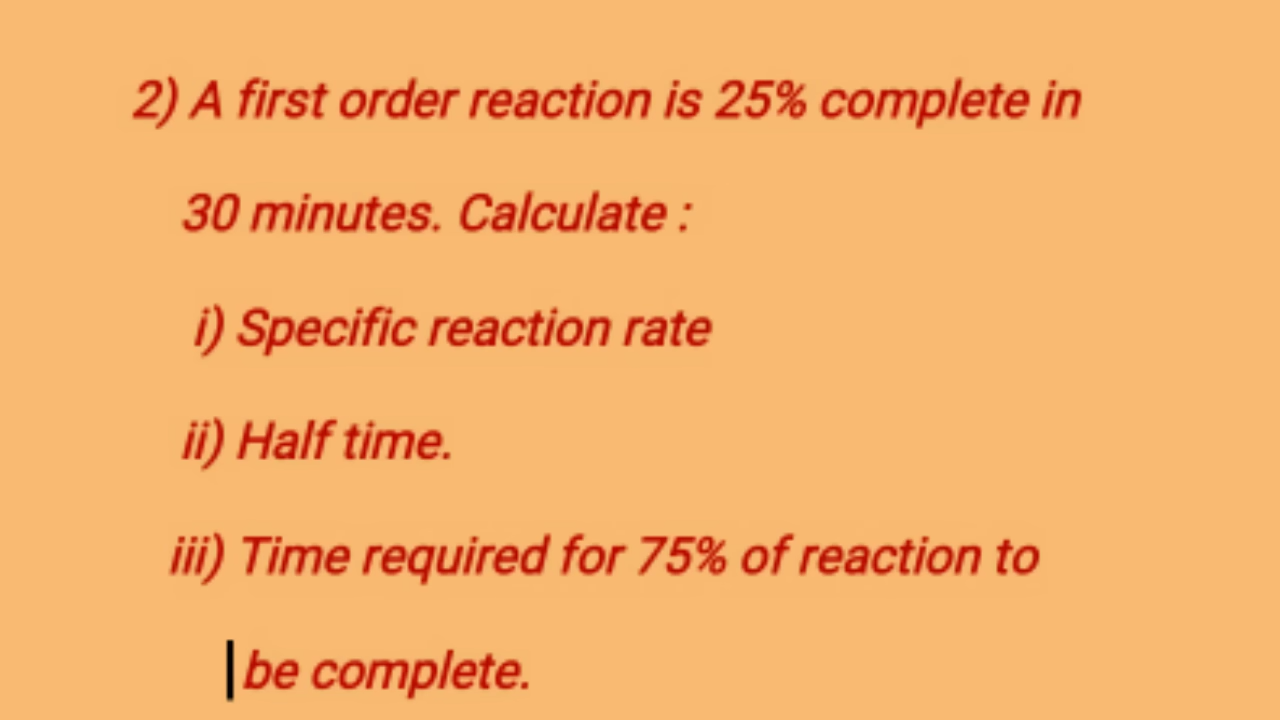 2) A first order reaction is 25% complete in
30 minutes. Calculate :
i) Specific reaction rate
ii) Half time.
iii) Time required for 75% of reaction to
be complete.